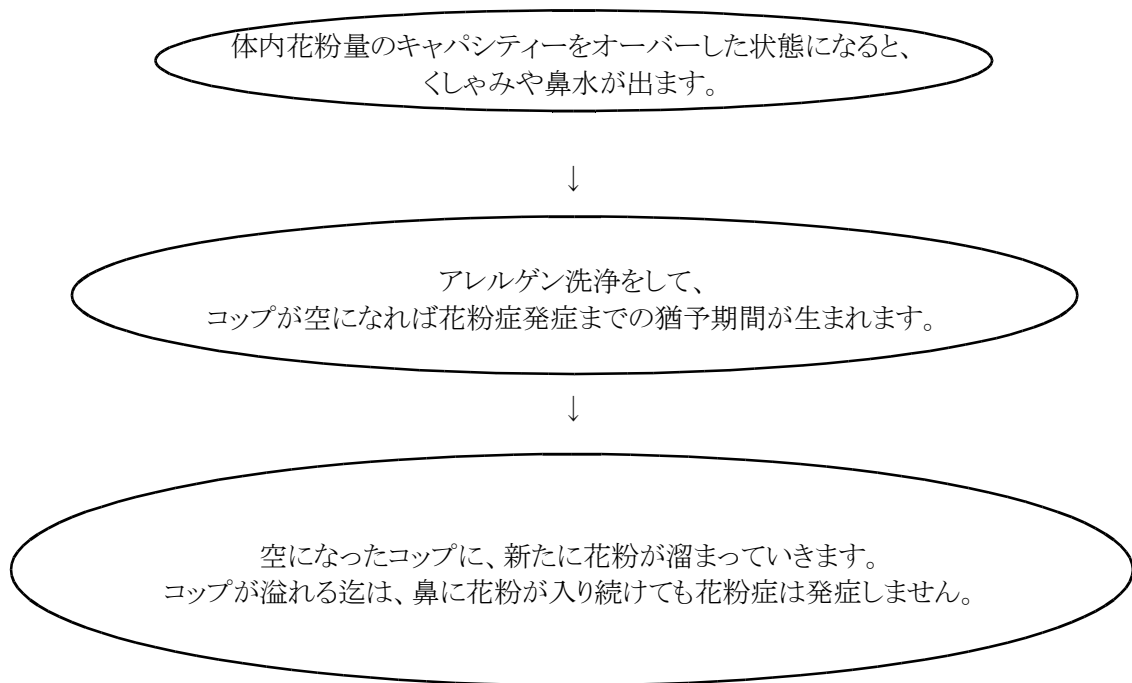 体内花粉量のキャパシティーをオーバーした状態になると、
くしゃみや鼻水が出ます。
↓
アレルゲン洗浄をして、
コップが空になれば花粉症発症までの猶予期間が生まれます。
↓
空になったコップに、新たに花粉が溜まっていきます。
コップが溢れる迄は、鼻に花粉が入り続けても花粉症は発症しません。